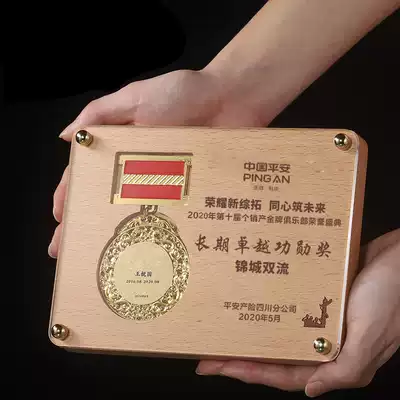 中国平安
PING AN
荣耀新综拓 同心筑未来
2020年第十届个销产金牌俱乐部荣誉盛典
长期卓越功勋奖
锦城双流
平安产险四川分公司
2020年5月